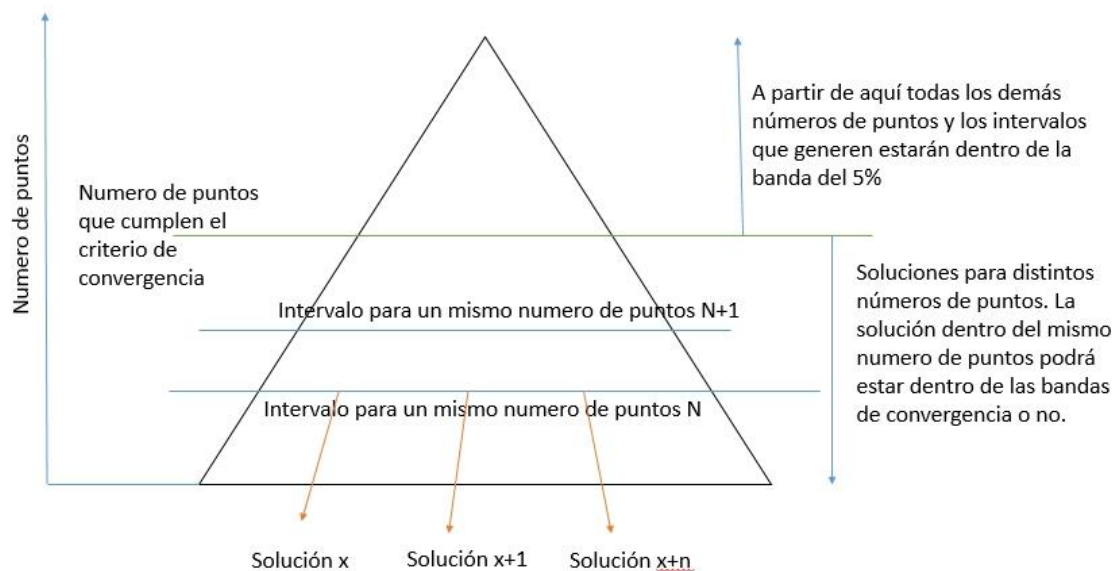 Numero de puntos
A partir de aquí todas los demás
números de puntos y los intervalos
que generen estarán dentro de la
banda del 5%
Numero de puntos
que cumplen el
criterio de
convergencia
Soluciones para distintos
números de puntos. La
solución dentro del mismo
numero de puntos podrá
estar dentro de las bandas
de convergencia o no.
Intervalo para un mismo numero de puntos N+1
Intervalo para un mismo numero de puntos N
Solución x
Solución x+1
Solución x+n